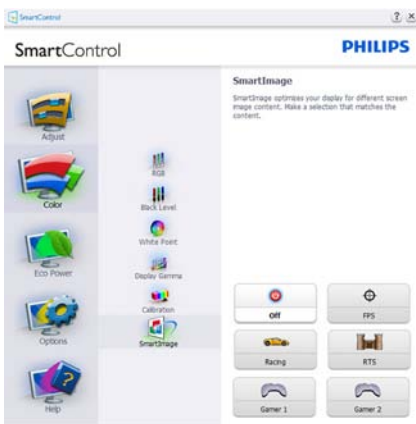 SmartControl
SmartControl
PHILIPS
Adjust
Color
Eco Power
Options
Help
RGB
Black Level
White Point
Display Gamma
Calibration
SmartImage
SmartImage
SmartImage optimises your display for different screen
image content. Make a selection that matches the
content.
Off
FPS
Racing
RTS
Gamer 1
Gamer 2